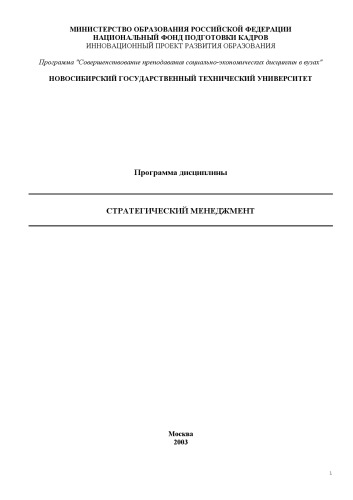 МИНИСТЕРСТВО ОБРАЗОВАНИЯ РОССИЙСКОЙ ФЕДЕРАЦИИ
НАЦИОНАЛЬНЫЙ ФОНД ПОДГОТОВКИ КАДРОВ
ИННОВАЦИОННЫЙ ПРОЕКТ РАЗВИТИЯ ОБРАЗОВАНИЯ
Программа "Совершенствование преподавания социально-экономических дисциплин в вузах"
НОВОСИБИРСКИЙ ГОСУДАРСТВЕННЫЙ ТЕХНИЧЕСКИЙ УНИВЕРСИТЕТ
Программа дисциплины
СТРАТЕГИЧЕСКИЙ МЕНЕДЖМЕНТ
Москва
2003
1